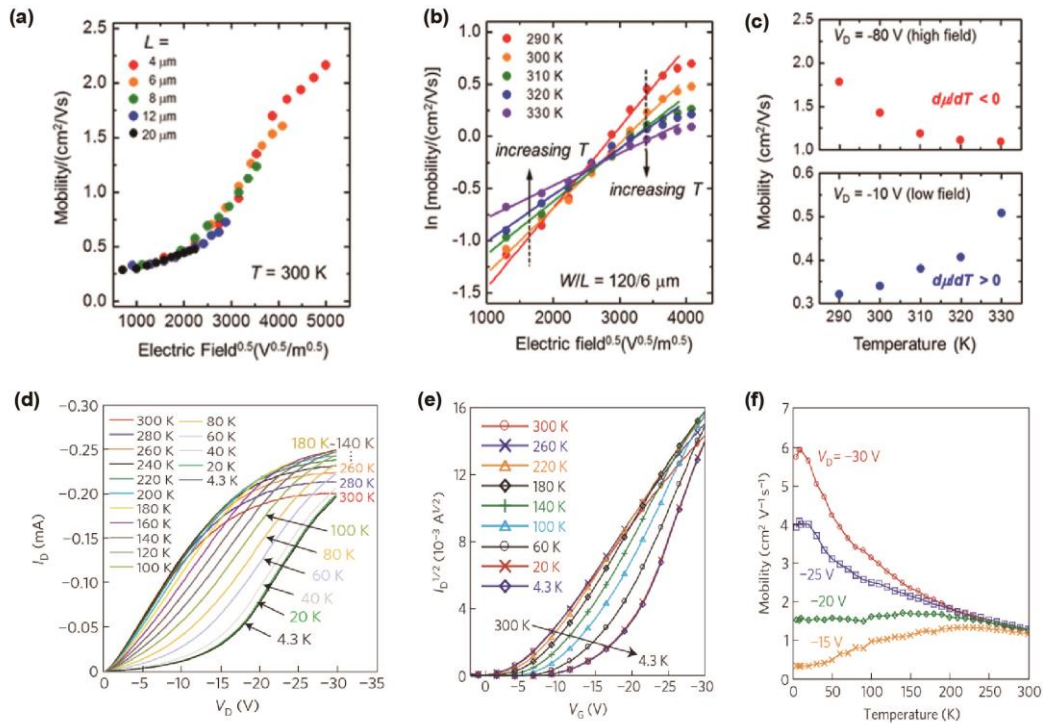 (a)
L =
4 μm
6 μm
8 μm
12 μm
20 μm
T = 300 K
Mobility/(cm²/Vs)
2.5
2.0
1.5
1.0
0.5
0.0
1000 2000 3000 4000 5000
Electric Field^0.5(V^0.5/m^0.5)
(b)
290 K
300 K
310 K
320 K
330 K
increasing T
increasing T
W/L = 120/6 μm
ln [mobility/(cm²/Vs)]
1.5
1.0
0.5
0.0
-0.5
-1.0
-1.5
1000 2000 3000 4000
Electric Field^0.5(V^0.5/m^0.5)
(c)
V_D = -80 V (high field)
dμ/dT < 0
2.0
1.5
1.0
V_D = -10 V (low field)
dμ/dT > 0
0.6
0.5
0.4
0.3
Mobility (cm²/Vs)
290 300 310 320 330
Temperature (K)
(d)
300 K
280 K
260 K
240 K
220 K
200 K
180 K
160 K
140 K
120 K
100 K
80 K
60 K
40 K
20 K
4.3 K
180 K -140 K
260 K
280 K
300 K
100 K
80 K
60 K
40 K
20 K
4.3 K
I_D (mA)
-0.30
-0.25
-0.20
-0.15
-0.10
-0.05
0
0 -5 -10 -15 -20 -25 -30 -35
V_D (V)
(e)
300 K
260 K
220 K
180 K
140 K
100 K
60 K
20 K
4.3 K
300 K
4.3 K
I_D^1/2 (10⁻³ A^1/2)
16
12
8
4
0
0 -5 -10 -15 -20 -25 -30
V_G (V)
(f)
V_D = -30 V
-25 V
-20 V
-15 V
Mobility (cm² V⁻¹ s⁻¹)
7
6
5
4
3
2
1
0
0 50 100 150 200 250 300
Temperature (K)